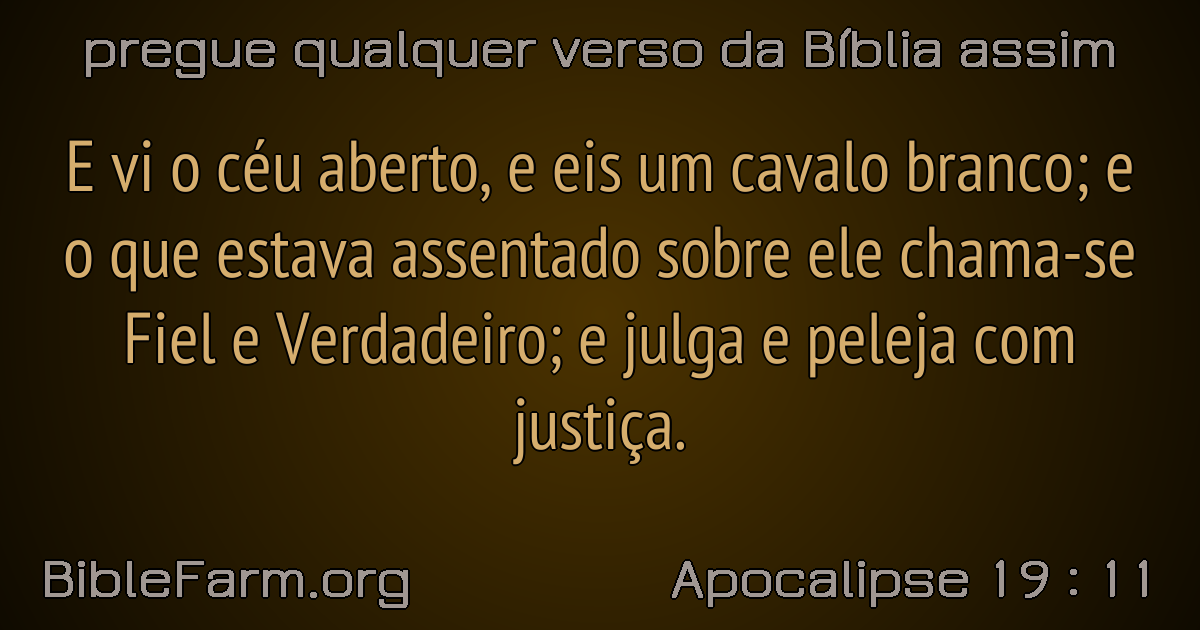 pregue qualquer verso da Bíblia assim
E vi o céu aberto, e eis um cavalo branco; e
o que estava assentado sobre ele chama-se
Fiel e Verdadeiro; e julga e peleja com
justiça.
BibleFarm.org
Apocalipse 19 : 11